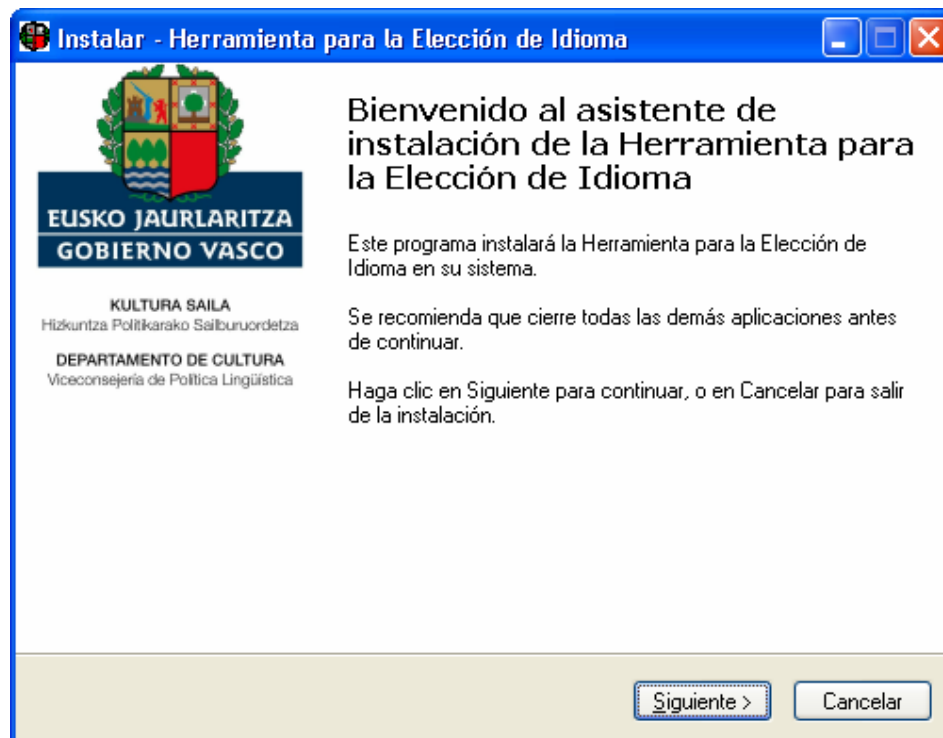 Instalar - Herramienta para la Elección de Idioma
EUSKO JAURLARITZA
GOBIERNO VASCO
KULTURA SAILA
Hizkuntza Politikarako Sailburuordetza
DEPARTAMENTO DE CULTURA
Viceconsejería de Política Lingüística
Bienvenido al asistente de
instalación de la Herramienta para
la Elección de Idioma
Este programa instalará la Herramienta para la Elección de
Idioma en su sistema.
Se recomienda que cierre todas las demás aplicaciones antes
de continuar.
Haga clic en Siguiente para continuar, o en Cancelar para salir
de la instalación.
Siguiente >
Cancelar